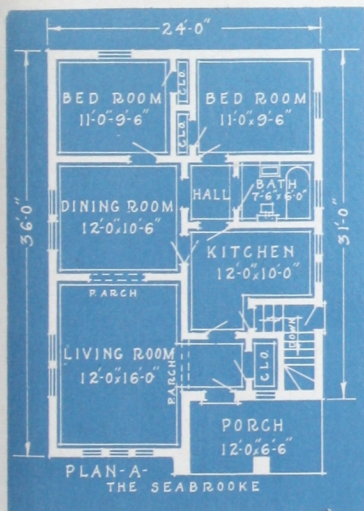 24'-0"
CLO.
BED ROOM
11'-0"-9'-6"
BED ROOM
11'-0"x9'-6"
CLO.
36'-0"
31'-0"
DINING ROOM
12'-0"x10'-6"
HALL
BATH
7'-6"x6'-0"
KITCHEN
12'-0"x10'-0"
P.ARCH
DOWN
LIVING ROOM
12'-0"x16'-0"
P.ARCH
CLO.
PORCH
12'-0"x6'-6"
PLAN-A-
THE SEABROOKE